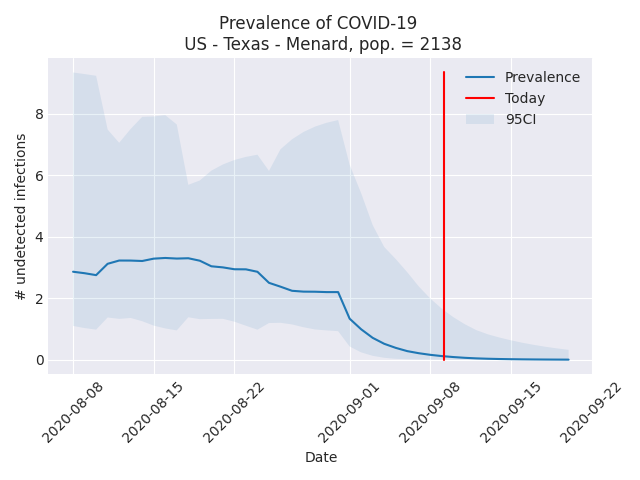 Prevalence of COVID-19
US - Texas - Menard, pop. = 2138
Prevalence
Today
95CI
# undetected infections
8
6
4
2
0
2020-08-08
2020-08-15
2020-08-22
2020-09-01
2020-09-08
2020-09-15
2020-09-22
Date